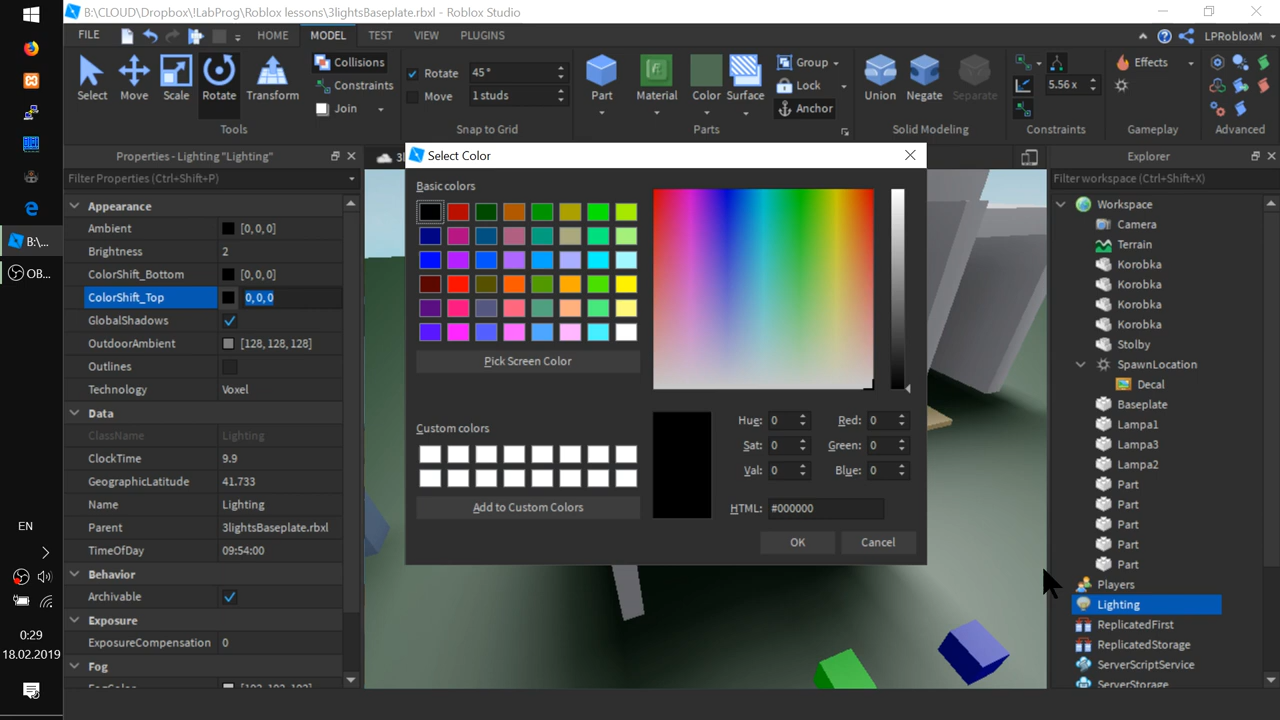 B:\CLOUD\Dropbox\!LabProg\Roblox lessons\3lightsBaseplate.rbxl - Roblox Studio
FILE HOME MODEL TEST VIEW PLUGINS LPRobloxM
Select Move Scale Rotate Transform
Collisions
Constraints
Join
Tools
Rotate 45°
Move 1 studs
Snap to Grid
Part Material Color Surface
Group
Lock
Anchor
Parts
Union Negate Separate
Solid Modeling
5.56 x
Constraints
Effects
Gameplay
Advanced
Properties - Lighting "Lighting"
Filter Properties (Ctrl+Shift+P)
Appearance
Ambient [0, 0, 0]
Brightness 2
ColorShift_Bottom [0, 0, 0]
ColorShift_Top 0, 0, 0
GlobalShadows
OutdoorAmbient [128, 128, 128]
Outlines
Technology Voxel
Data
ClassName Lighting
ClockTime 9.9
GeographicLatitude 41.733
Name Lighting
Parent 3lightsBaseplate.rbxl
TimeOfDay 09:54:00
Behavior
Archivable
Exposure
ExposureCompensation 0
Fog
Select Color
Basic colors
Pick Screen Color
Custom colors
Add to Custom Colors
Hue: 0 Red: 0
Sat: 0 Green: 0
Val: 0 Blue: 0
HTML: #000000
OK Cancel
Explorer
Filter workspace (Ctrl+Shift+X)
Workspace
Camera
Terrain
Korobka
Korobka
Korobka
Korobka
Stolby
SpawnLocation
Decal
Baseplate
Lampa1
Lampa3
Lampa2
Part
Part
Part
Part
Part
Players
Lighting
ReplicatedFirst
ReplicatedStorage
ServerScriptService
ServerStorage
B:\...
OB...
EN
0:29
18.02.2019